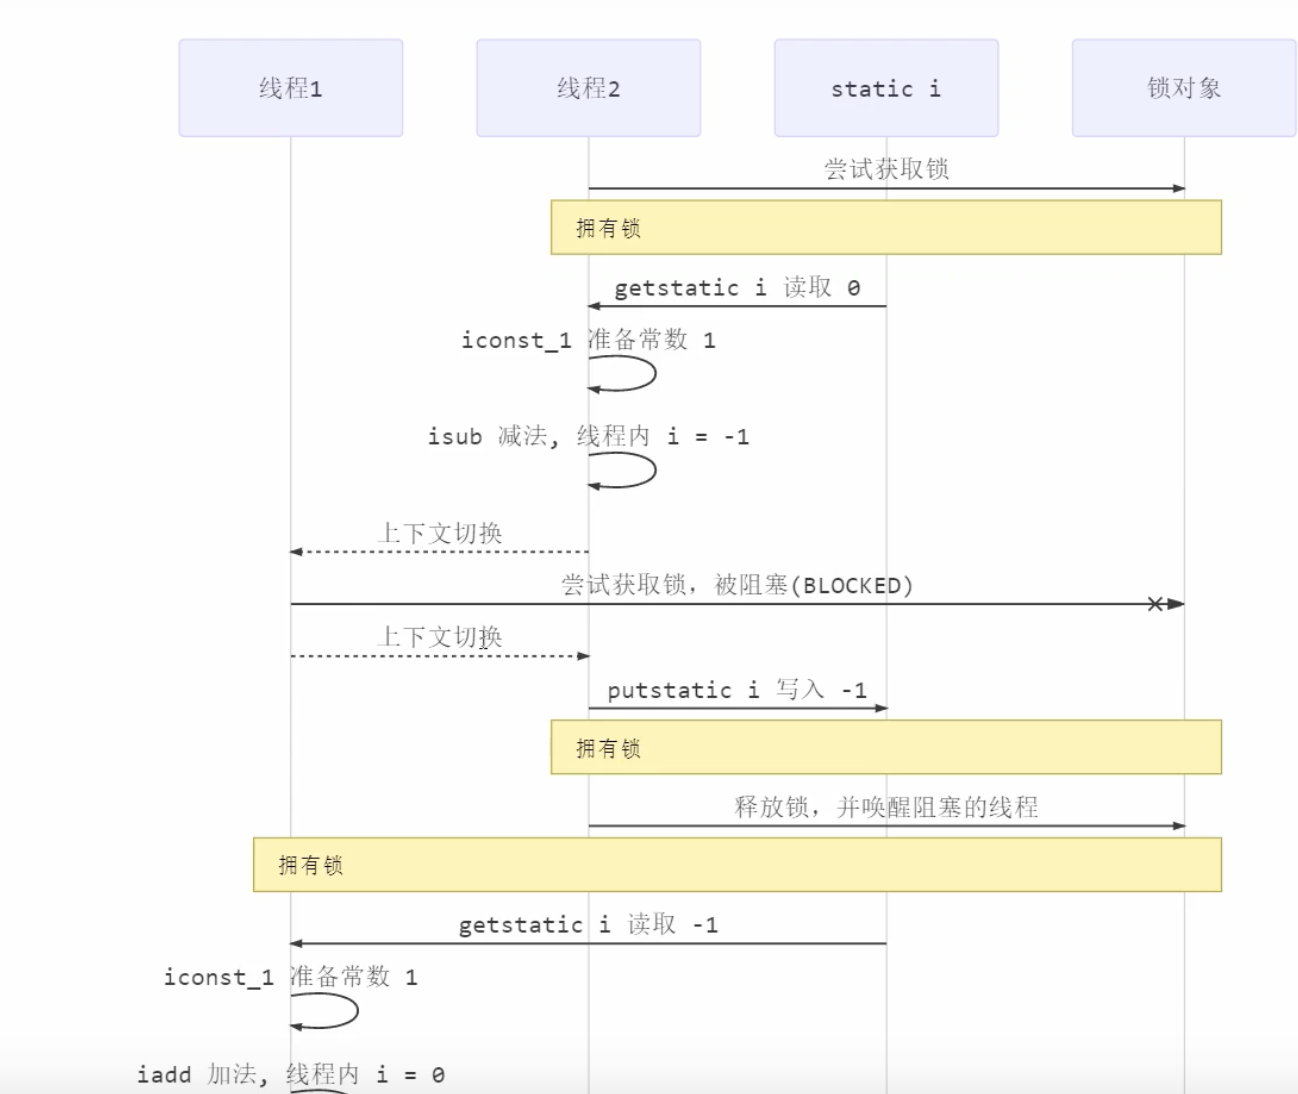 线程1
线程2
static i
锁对象
尝试获取锁
拥有锁
getstatic i 读取 0
iconst_1 准备常数 1
isub 减法, 线程内 i = -1
上下文切换
尝试获取锁，被阻塞(BLOCKED)
上下文切换
putstatic i 写入 -1
拥有锁
释放锁，并唤醒阻塞的线程
拥有锁
getstatic i 读取 -1
iconst_1 准备常数 1
iadd 加法, 线程内 i = 0